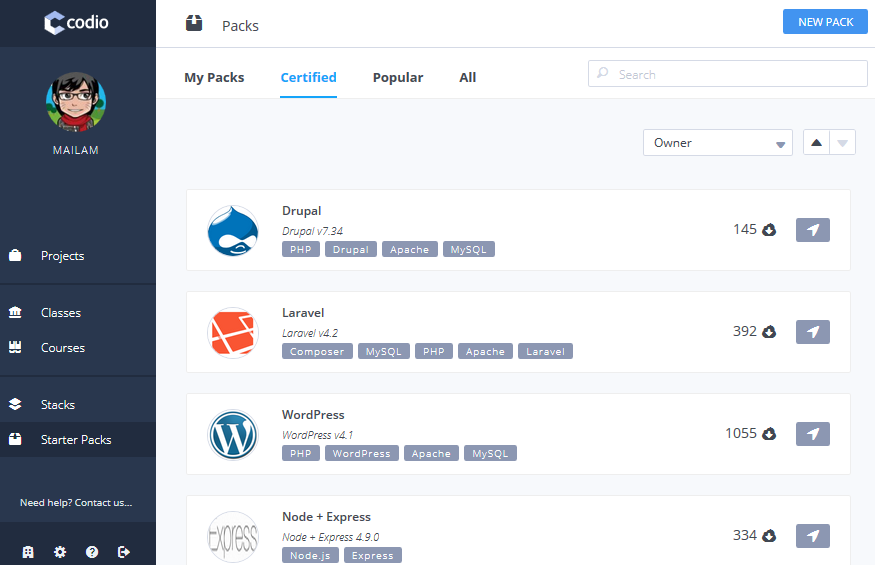 codio
Packs
NEW PACK
My Packs Certified Popular All
Search
MAILAM
Owner
Projects
Classes
Courses
Stacks
Starter Packs
Need help? Contact us...
Drupal
Drupal v7.34
PHP Drupal Apache MySQL
145
Laravel
Laravel v4.2
Composer MySQL PHP Apache Laravel
392
WordPress
WordPress v4.1
PHP WordPress Apache MySQL
1055
Express
Node + Express
Node + Express 4.9.0
Node.js Express
334